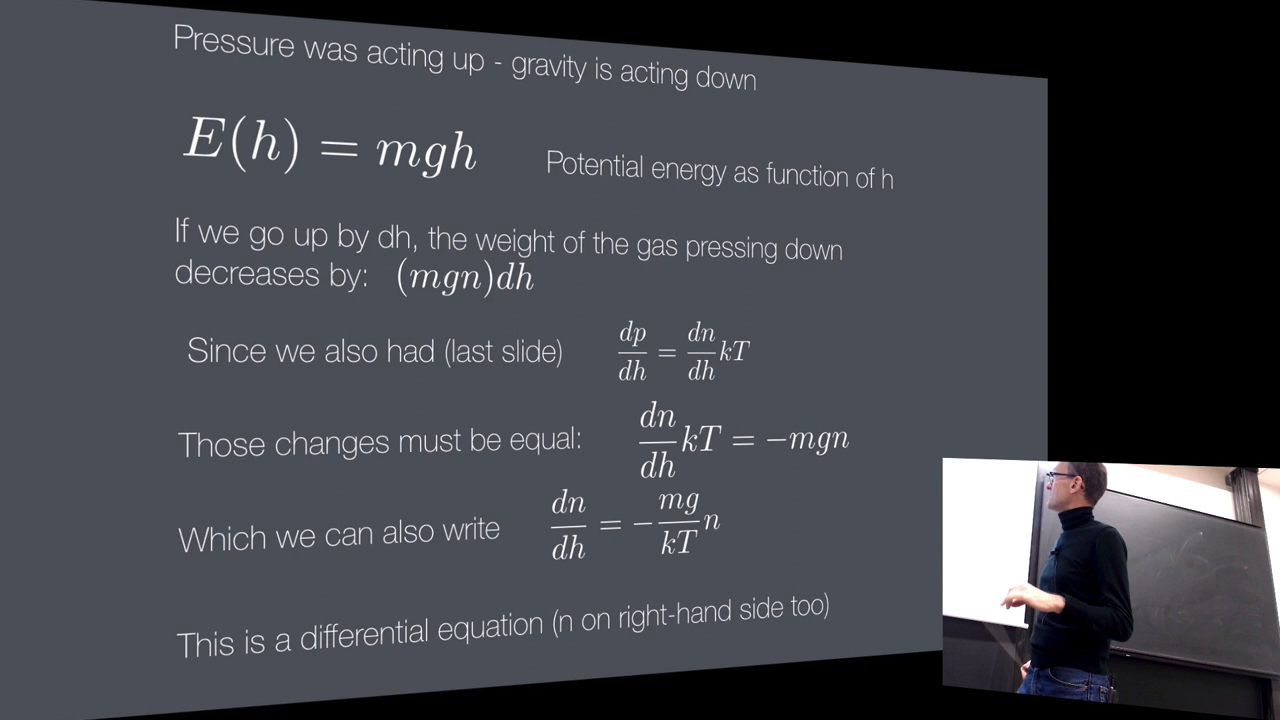 Pressure was acting up - gravity is acting down
E(h) = mgh
Potential energy as function of h
If we go up by dh, the weight of the gas pressing down
decreases by: (mgn)dh
Since we also had (last slide) dp/dh = dn/dh kT
Those changes must be equal: dn/dh kT = −mgn
Which we can also write dn/dh = −mg/kT n
This is a differential equation (n on right-hand side too)